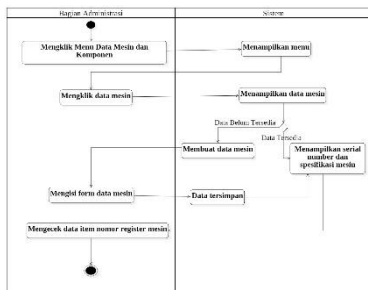 Bagian Administrasi
Sistem
Mengklik Menu Data Mesin dan
Komponen
Menampilkan menu
Mengklik data mesin
Menampilkan data mesin
Data Belum Tersedia
Data Tersedia
Membuat data mesin
Menampilkan serial
number dan
spesifikasi mesin
Mengisi form data mesin
Data tersimpan
Mengecek data item nomor register mesin